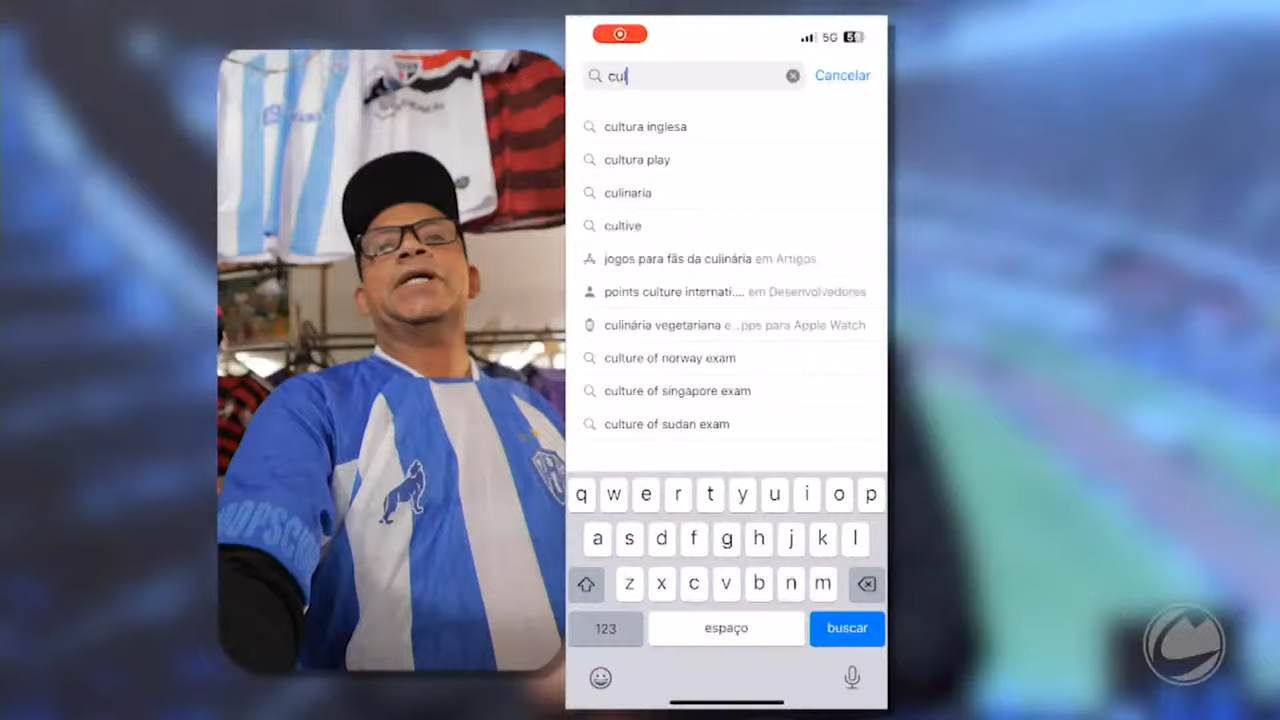 5G
cul
Cancelar
cultura inglesa
cultura play
culinaria
cultive
jogos para fãs da culinária em Artigos
points culture internati.... em Desenvolvedores
culinária vegetariana e...pps para Apple Watch
culture of norway exam
culture of singapore exam
culture of sudan exam
q w e r t y u i o p
a s d f g h j k l
z x c v b n m
123 espaço buscar